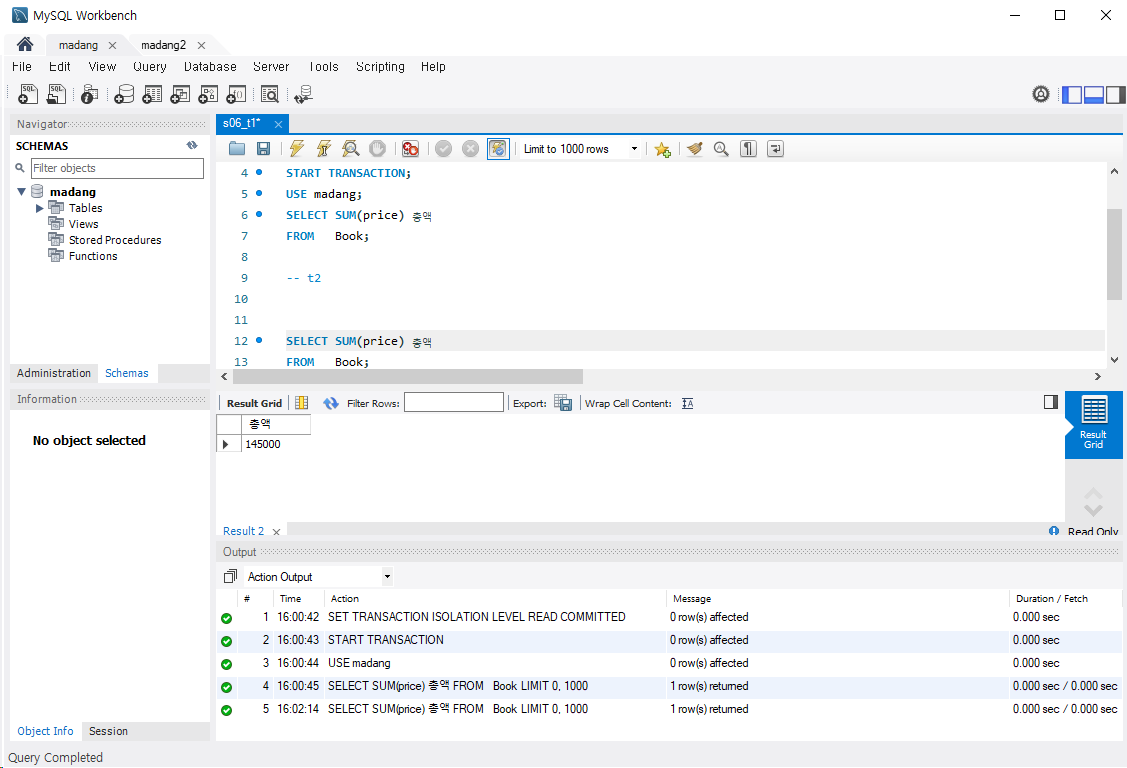 MySQL Workbench
madang madang2
File Edit View Query Database Server Tools Scripting Help
Navigator
SCHEMAS
Filter objects
madang
Tables
Views
Stored Procedures
Functions
Administration Schemas
Information
No object selected
Object Info Session
s06_t1*
Limit to 1000 rows
4 START TRANSACTION;
5 USE madang;
6 SELECT SUM(price) 총액
7 FROM Book;
8
9 -- t2
10
11
12 SELECT SUM(price) 총액
13 FROM Book;
Result Grid Filter Rows: Export: Wrap Cell Content:
총액
145000
Result Grid
Result 2 Read Only
Output
Action Output
# Time Action Message Duration / Fetch
1 16:00:42 SET TRANSACTION ISOLATION LEVEL READ COMMITTED 0 row(s) affected 0.000 sec
2 16:00:43 START TRANSACTION 0 row(s) affected 0.000 sec
3 16:00:44 USE madang 0 row(s) affected 0.000 sec
4 16:00:45 SELECT SUM(price) 총액 FROM Book LIMIT 0, 1000 1 row(s) returned 0.000 sec / 0.000 sec
5 16:02:14 SELECT SUM(price) 총액 FROM Book LIMIT 0, 1000 1 row(s) returned 0.000 sec / 0.000 sec
Query Completed